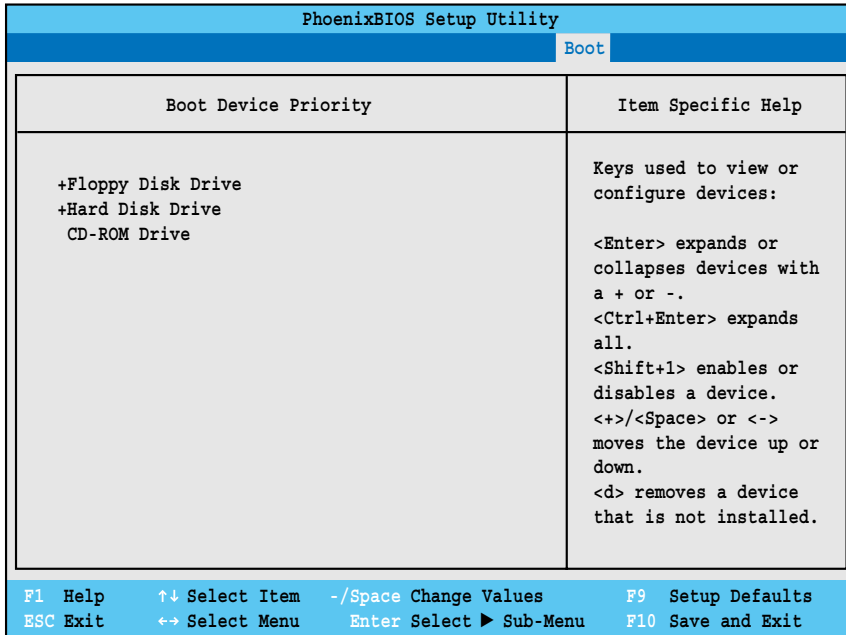 PhoenixBIOS Setup Utility
Boot
Boot Device Priority
Item Specific Help
+Floppy Disk Drive
+Hard Disk Drive
CD-ROM Drive
Keys used to view or
configure devices:
<Enter> expands or
collapses devices with
a + or -.
<Ctrl+Enter> expands
all.
<Shift+1> enables or
disables a device.
<+>/<Space> or <->
moves the device up or
down.
<d> removes a device
that is not installed.
F1 Help ↑↓ Select Item -/Space Change Values F9 Setup Defaults
ESC Exit ←→ Select Menu Enter Select ▶ Sub-Menu F10 Save and Exit